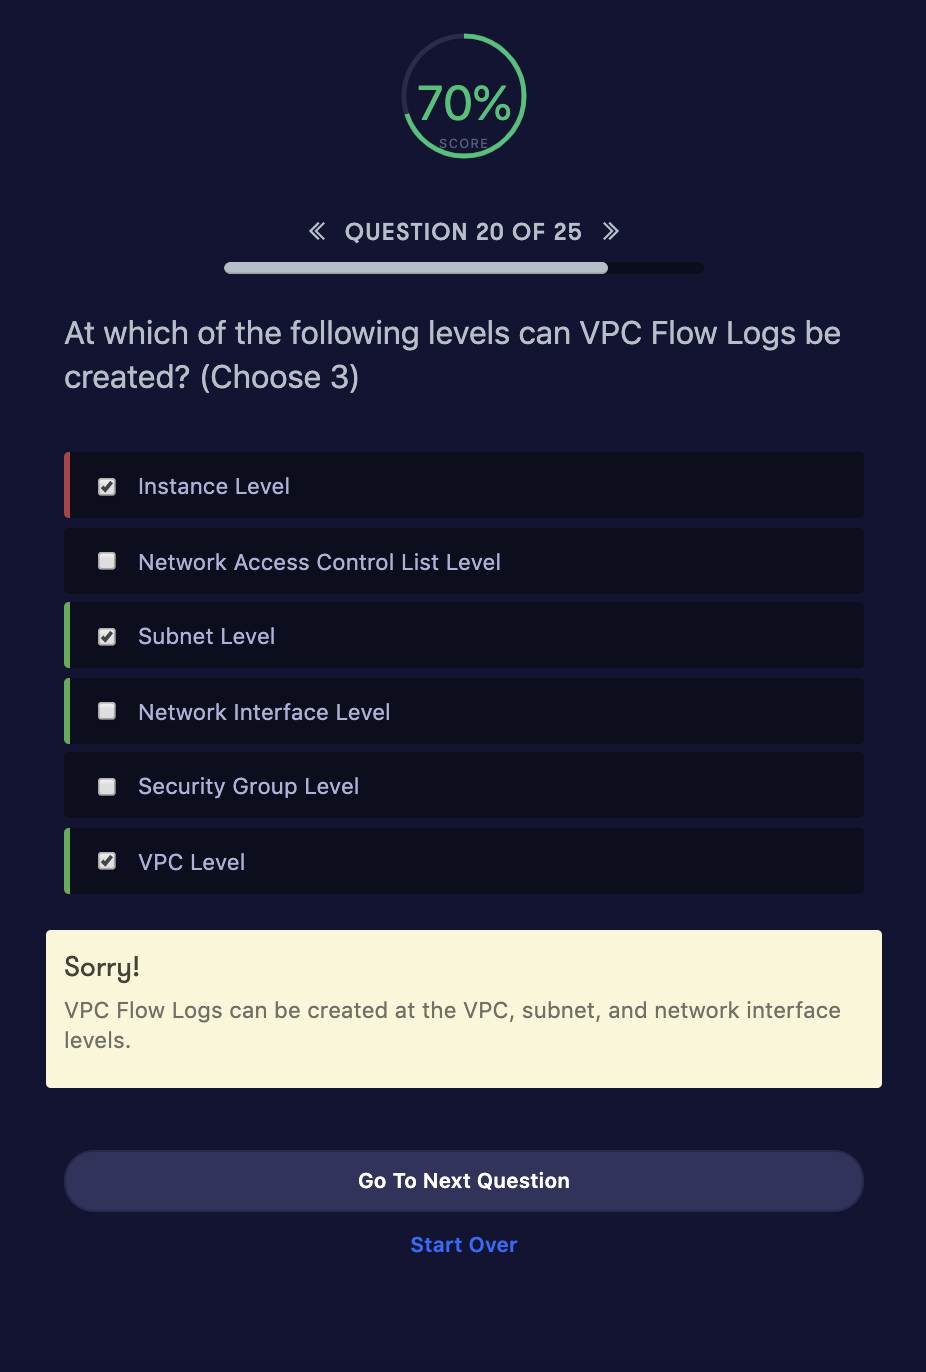 70%
SCORE
QUESTION 20 OF 25
At which of the following levels can VPC Flow Logs be
created? (Choose 3)
Instance Level
Network Access Control List Level
Subnet Level
Network Interface Level
Security Group Level
VPC Level
Sorry!
VPC Flow Logs can be created at the VPC, subnet, and network interface
levels.
Go To Next Question
Start Over